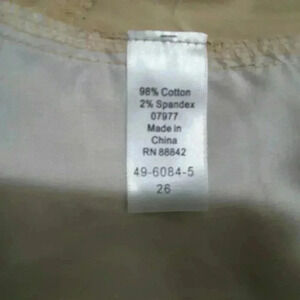 98% Cotton
2% Spandex
07977
Made in
China
RN 88842
49-6084-5
26